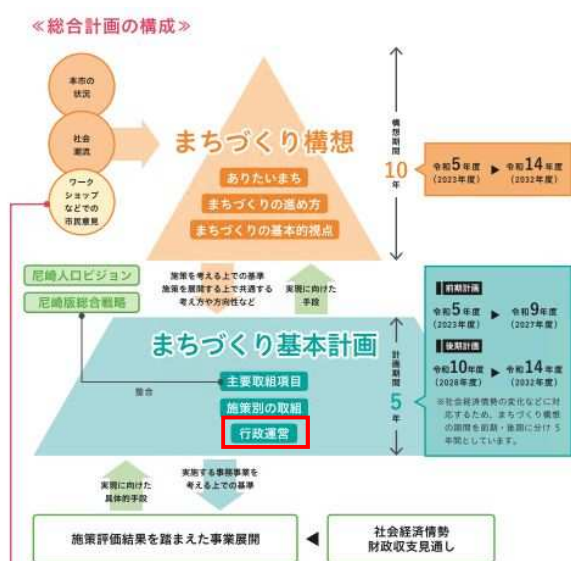 ≪総合計画の構成≫
本市の
状況
社会
潮流
ワーク
ショップ
などでの
市民意見
まちづくり構想
ありたいまち
まちづくりの進め方
まちづくりの基本的視点
構想期間
10
年
令和5年度 ▶ 令和14年度
(2023年度) (2032年度)
尼崎人口ビジョン
尼崎版総合戦略
施策を考える上での基準
施策を展開する上で共通する
考え方や方向性など
実現に向けた
手段
まちづくり基本計画
主要取組項目
施策別の取組
行政運営
整合
計画期間
5
年
前期計画
令和5年度 ▶ 令和9年度
(2023年度) (2027年度)
後期計画
令和10年度 ▶ 令和14年度
(2028年度) (2032年度)
※社会経済情勢の変化などに対
応するため、まちづくり構想
の期間を前期・後期に分け5
年間としています。
実現に向けた
具体的手段
実施する事務事業を
考える上での基準
施策評価結果を踏まえた事業展開
◀
社会経済情勢
財政収支見通し